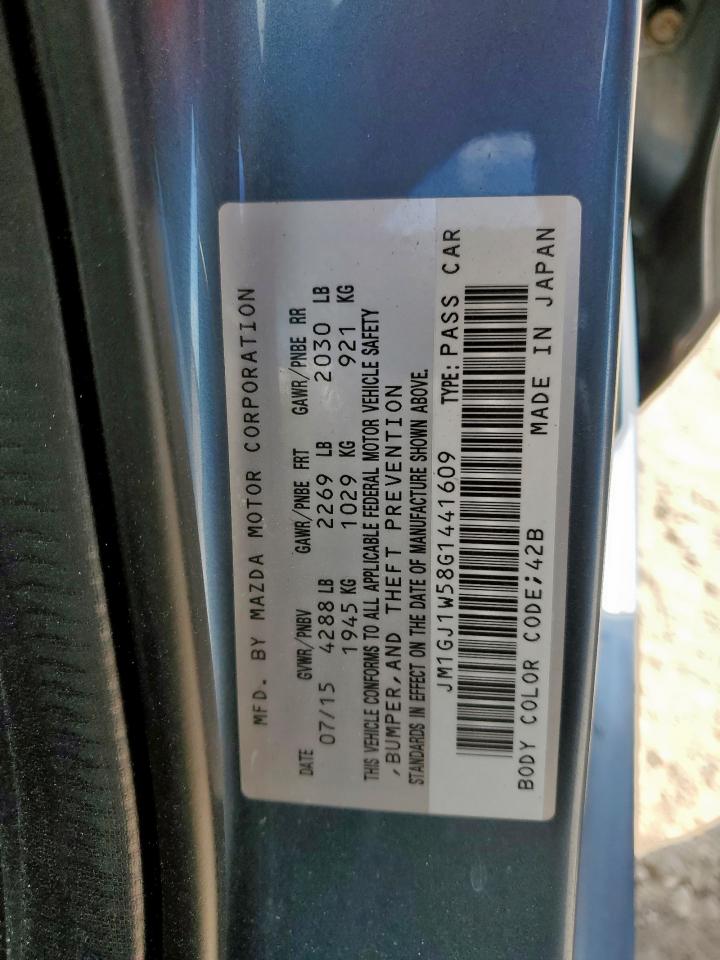 MFD. BY MAZDA MOTOR CORPORATION
DATE GVWR/PNBV GAWR/PNBE FRT GAWR/PNBE RR
07/15 4288 LB 2269 LB 2030 LB
1945 KG 1029 KG 921 KG
THIS VEHICLE CONFORMS TO ALL APPLICABLE FEDERAL MOTOR VEHICLE SAFETY
,BUMPER,AND THEFT PREVENTION
STANDARDS IN EFFECT ON THE DATE OF MANUFACTURE SHOWN ABOVE.
JM1GJ1W58G1441609 TYPE: PASS CAR
BODY COLOR CODE;42B MADE IN JAPAN